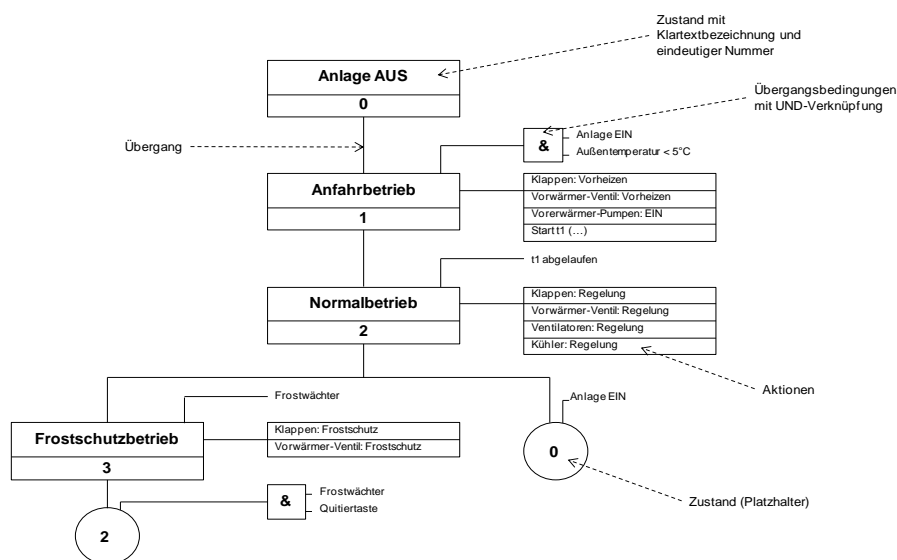 Zustand mit
Klartextbezeichnung und
eindeutiger Nummer
Anlage AUS
0
Übergangsbedingungen
mit UND-Verknüpfung
Übergang
&
Anlage EIN
Außentemperatur < 5°C
Anfahrbetrieb
1
Klappen: Vorheizen
Vorwärmer-Ventil: Vorheizen
Vorerwärmer-Pumpen: EIN
Start t1 (...)
t1 abgelaufen
Normalbetrieb
2
Klappen: Regelung
Vorwärmer-Ventil: Regelung
Ventilatoren: Regelung
Kühler: Regelung
Aktionen
Frostwächter
Anlage EIN
Frostschutzbetrieb
3
Klappen: Frostschutz
Vorwärmer-Ventil: Frostschutz
0
Zustand (Platzhalter)
&
Frostwächter
Quitiertaste
2